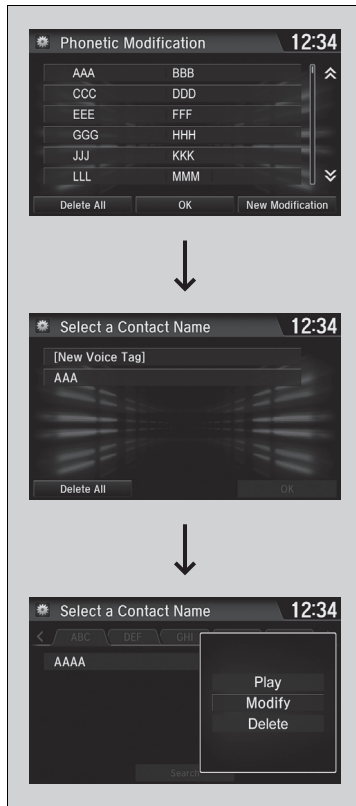 Phonetic Modification 12:34
AAA BBB
CCC DDD
EEE FFF
GGG HHH
JJJ KKK
LLL MMM
Delete All OK New Modification
Select a Contact Name 12:34
[New Voice Tag]
AAA
Delete All OK
Select a Contact Name 12:34
ABC DEF GHI
AAAA
Play
Modify
Delete
Search